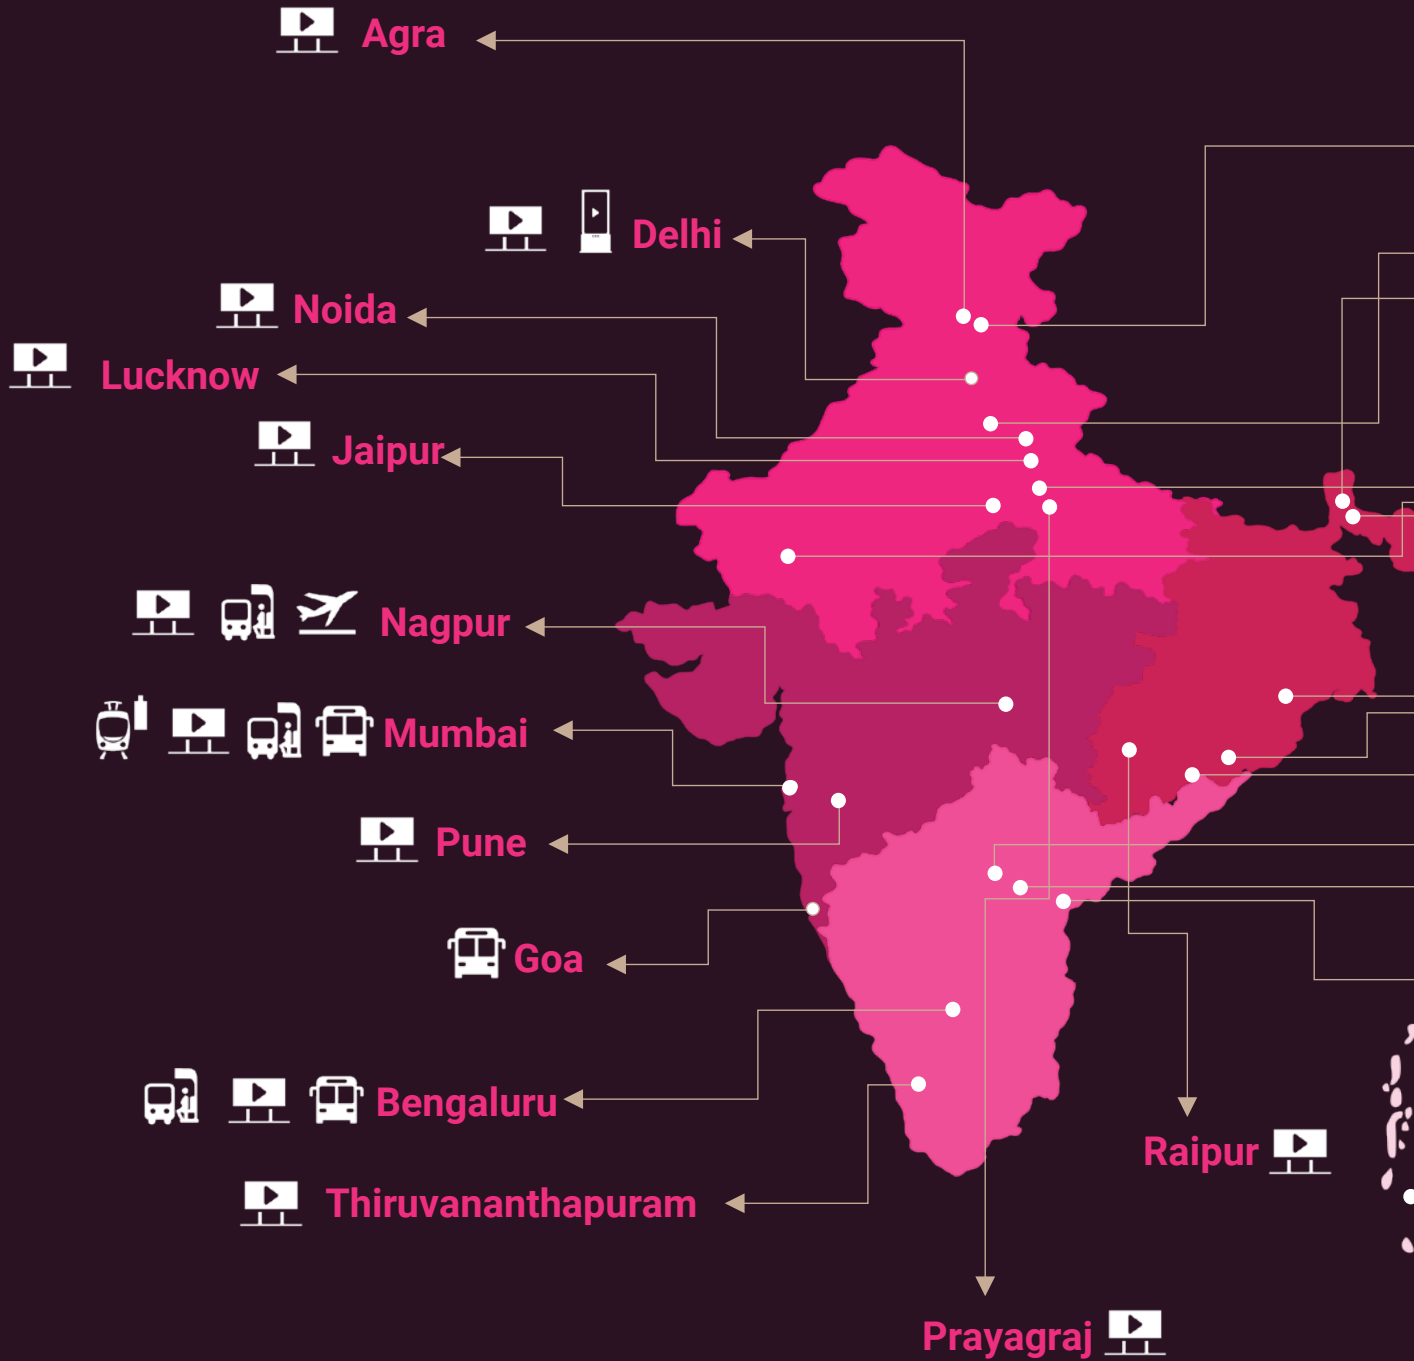 Agra
Delhi
Noida
Lucknow
Jaipur
Nagpur
Mumbai
Pune
Goa
Bengaluru
Raipur
Thiruvananthapuram
Prayagraj